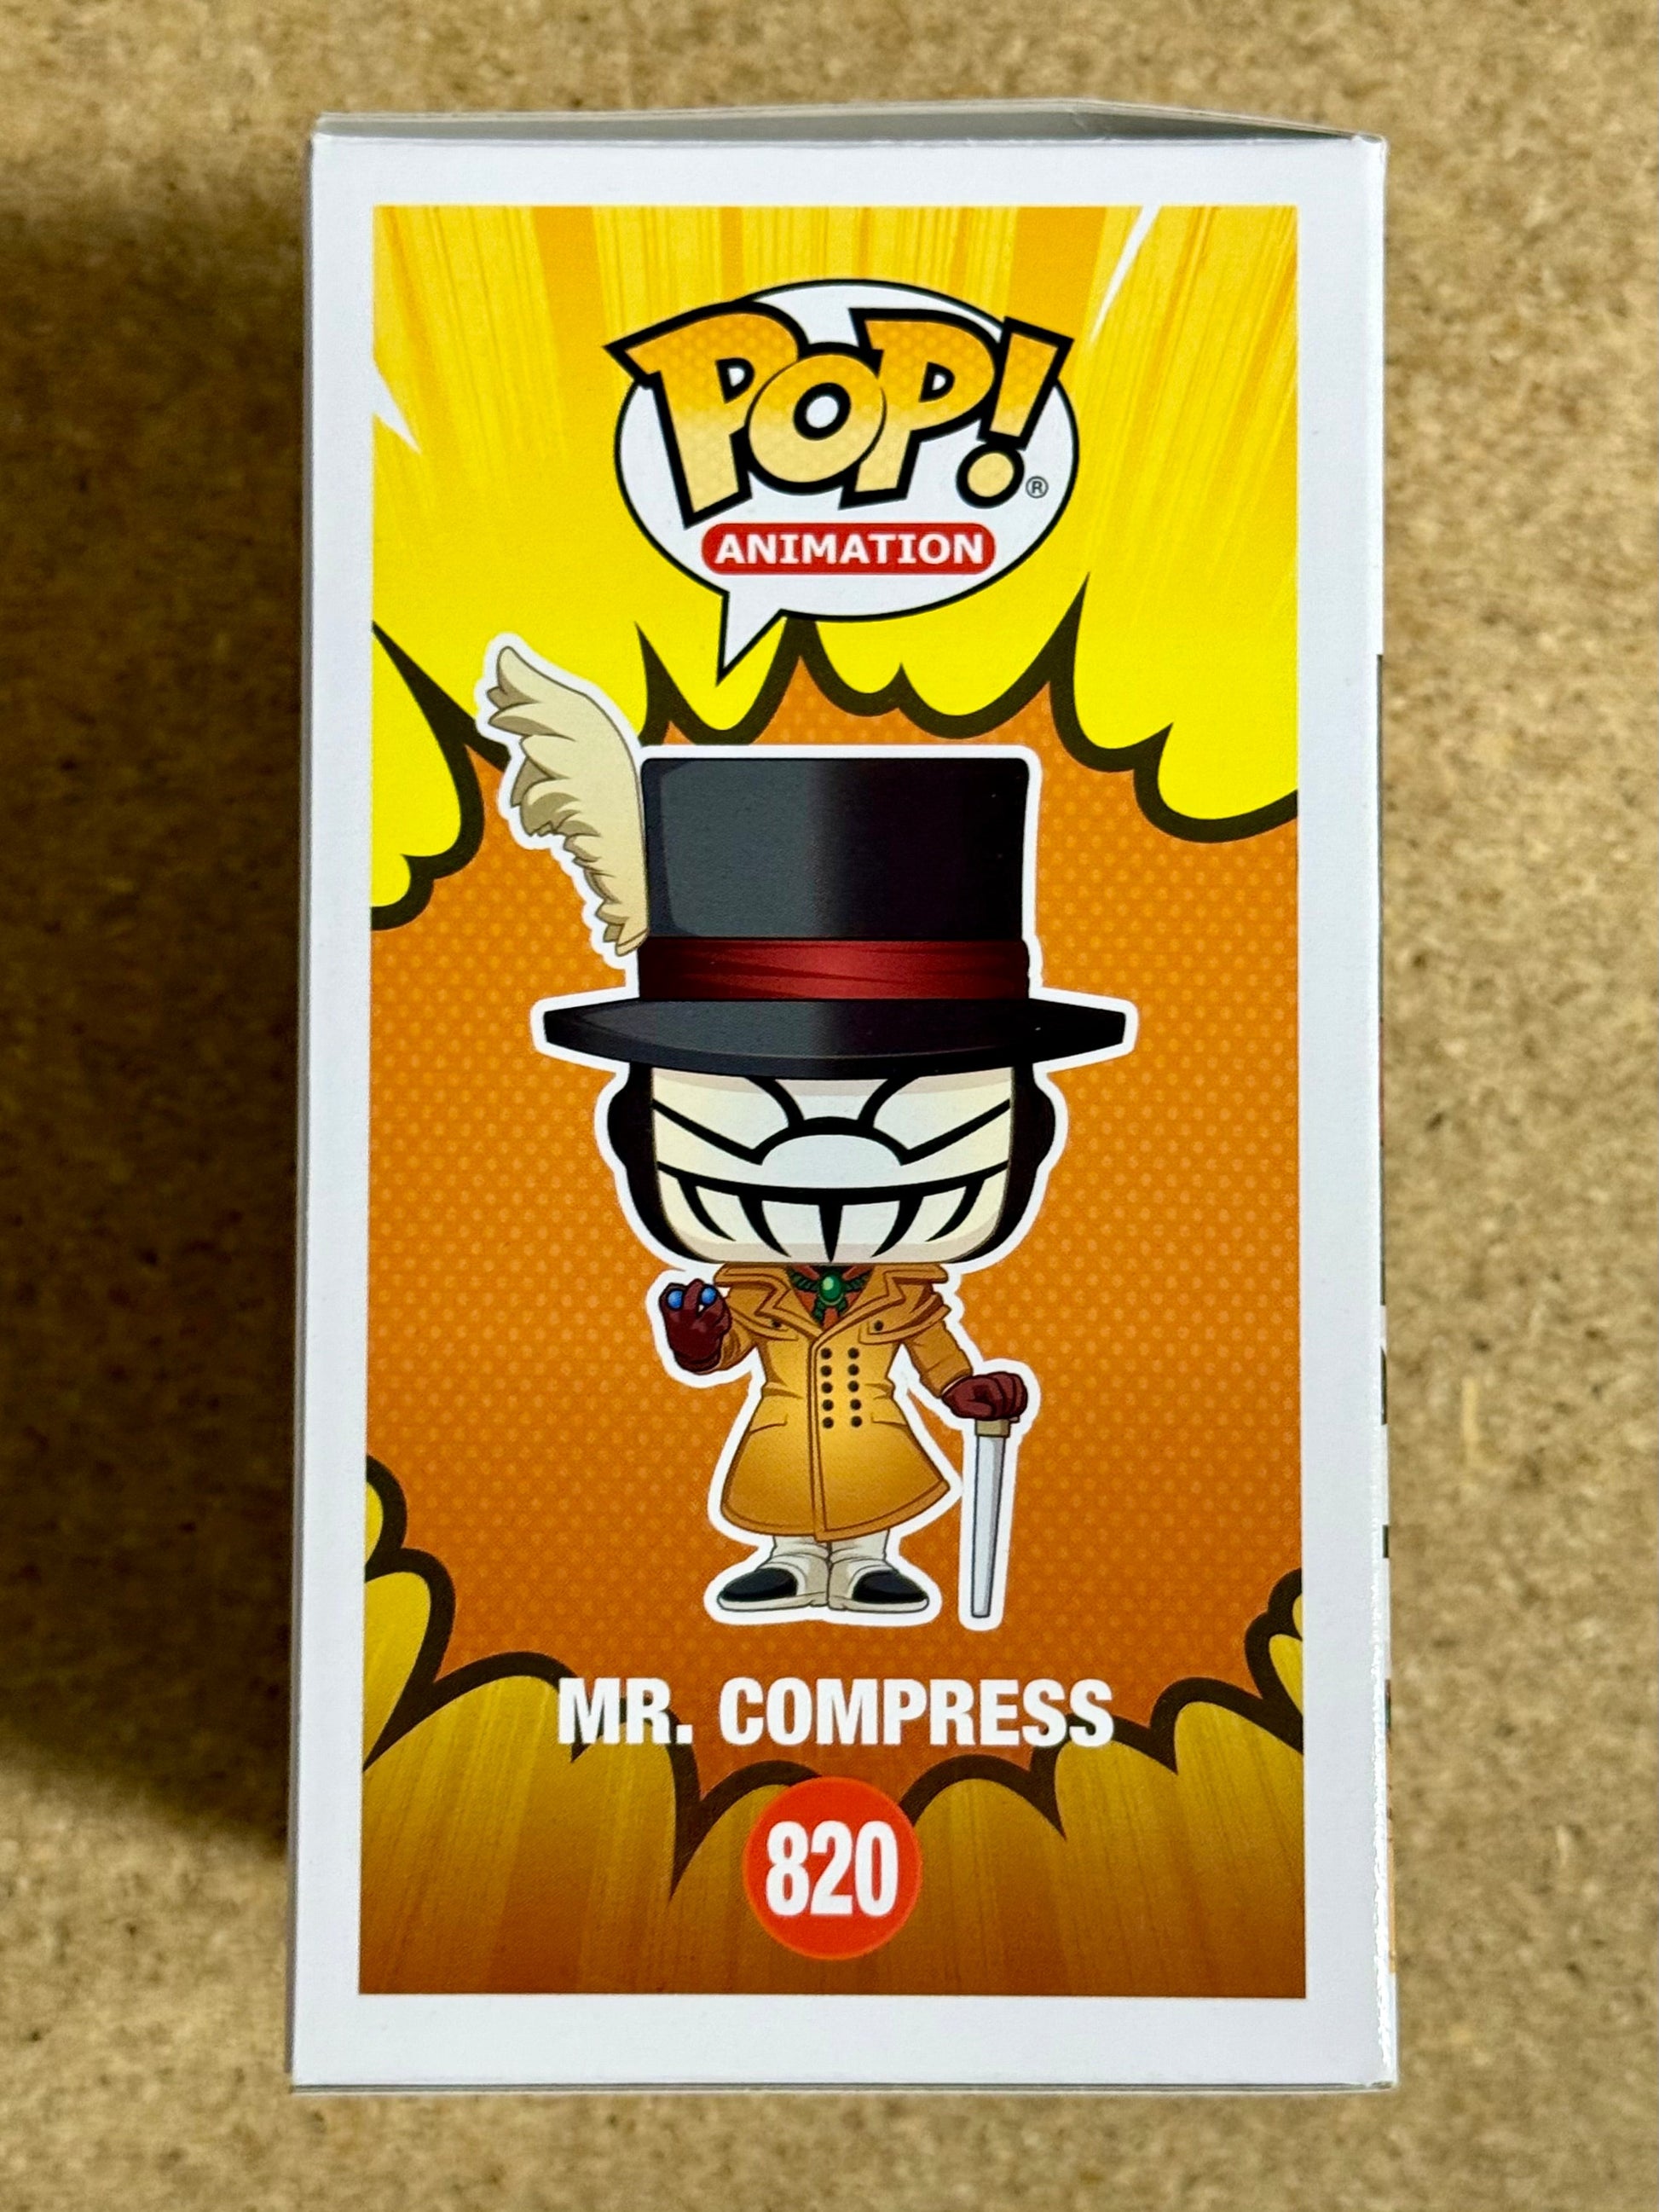 POP!®
ANIMATION
MR. COMPRESS
820